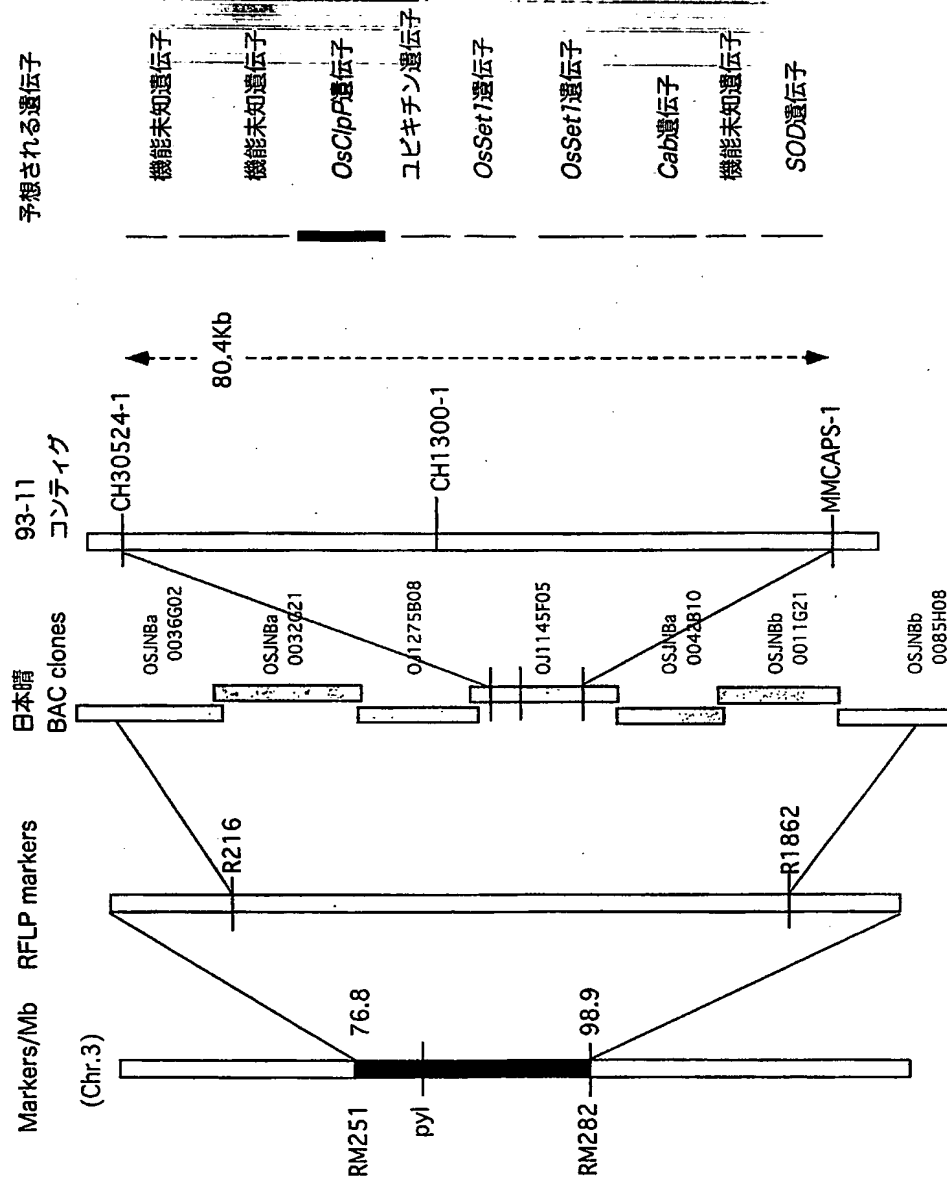 Markers/Mb
(Chr.3)
RM251
76.8
pyl
RM282
98.9
RFLP markers
R216
R1862
日本晴
BAC clones
OSJNBa
0036G02
OSJNBa
0032G21
OJ1275B08
OJ1145F05
OSJNBa
0042B10
OSJNBb
0011G21
OSJNBb
0085H08
93-11
コンティグ
CH30524-1
CH1300-1
MMCAPS-1
80.4Kb
予想される遺伝子
機能未知遺伝子
機能未知遺伝子
OsClpP遺伝子
ユビキチン遺伝子
OsSet1遺伝子
OsSet1遺伝子
Cab遺伝子
機能未知遺伝子
SOD遺伝子